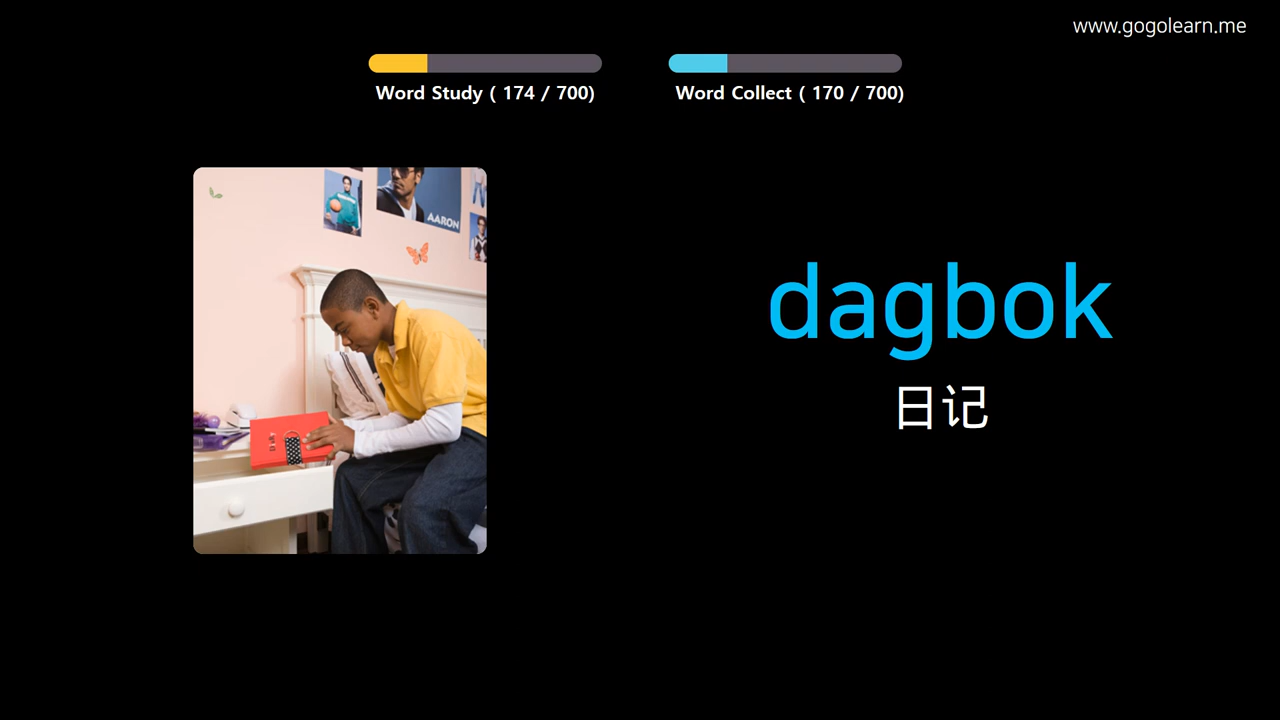 www.gogolearn.me
Word Study ( 174 / 700)
Word Collect ( 170 / 700)
AARON
dagbok
日记